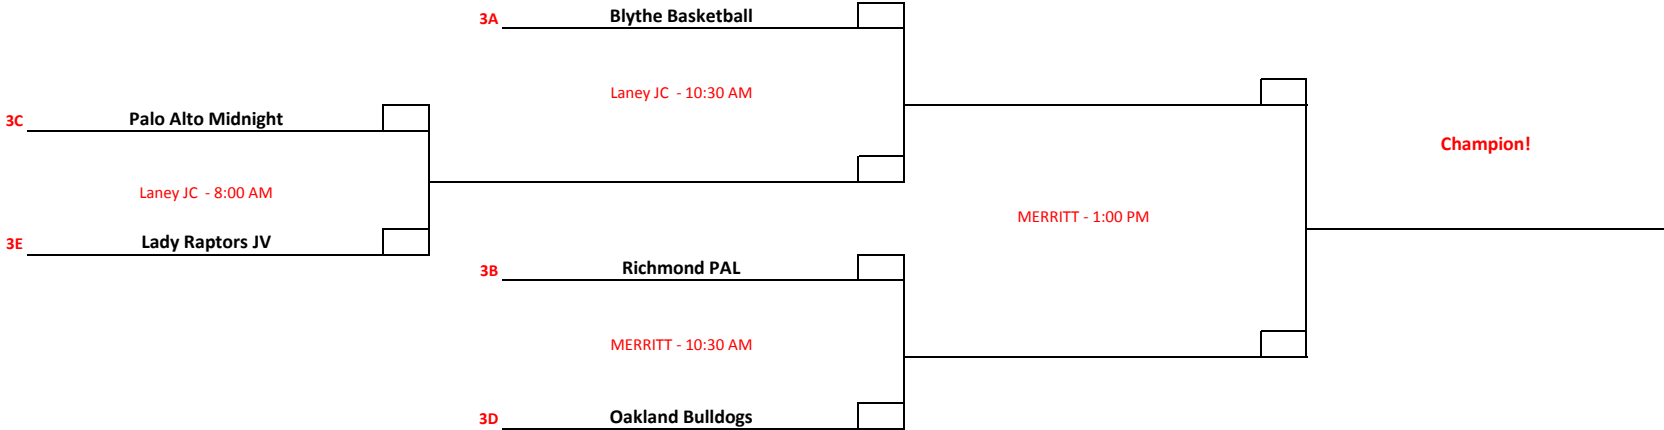 3A Blythe Basketball
Laney JC - 10:30 AM
3C Palo Alto Midnight
Champion!
Laney JC - 8:00 AM
MERRITT - 1:00 PM
3E Lady Raptors JV
3B Richmond PAL
MERRITT - 10:30 AM
3D Oakland Bulldogs